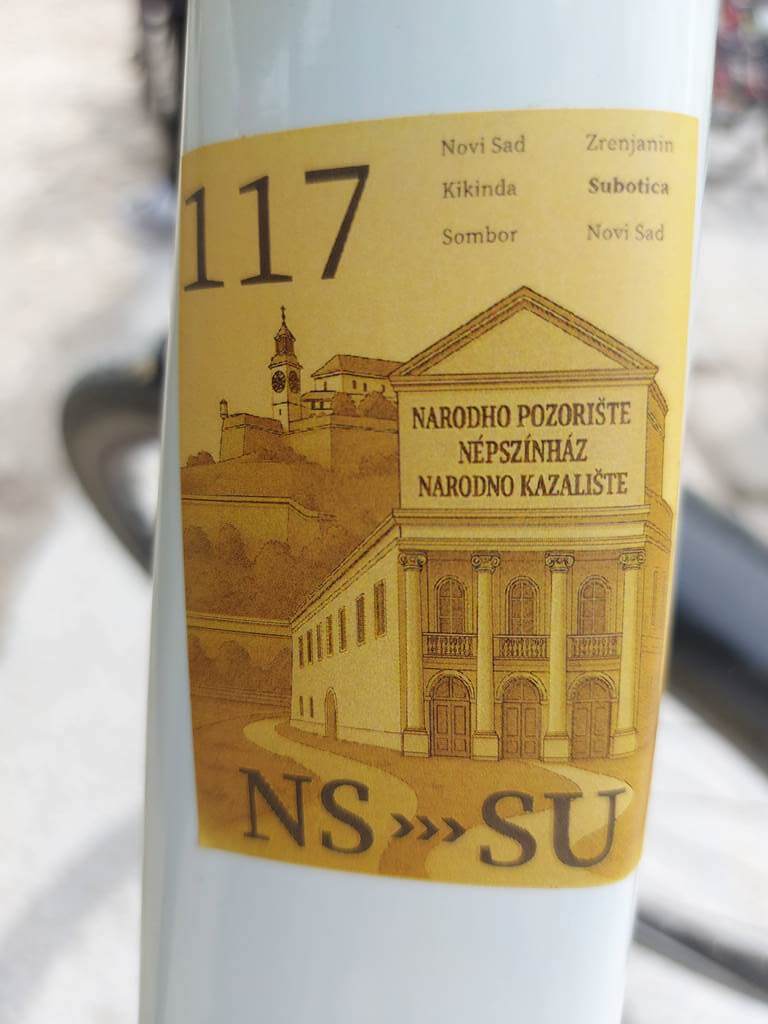 117
Novi Sad Zrenjanin
Kikinda Subotica
Sombor Novi Sad
NARODHO POZORIŠTE
NÉPSZÍNHÁZ
NARODNO KAZALIŠTE
NS›››SU